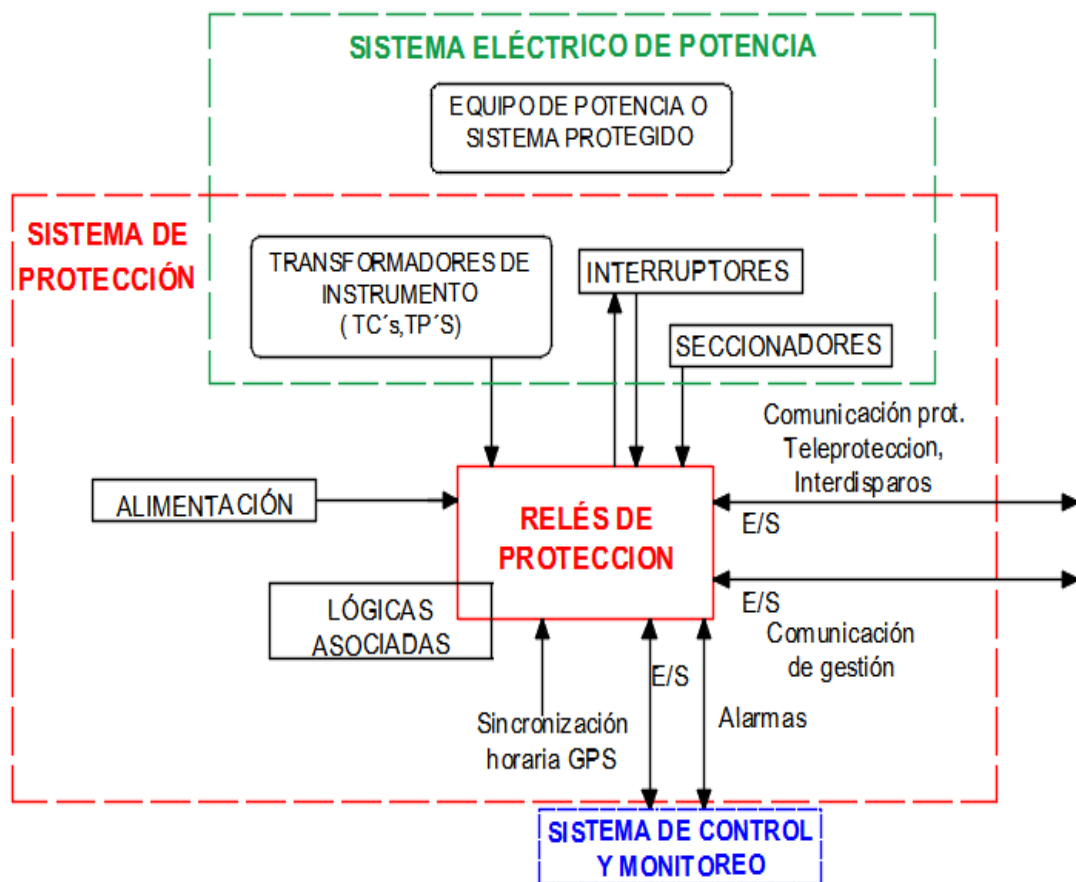 SISTEMA ELÉCTRICO DE POTENCIA
EQUIPO DE POTENCIA O
SISTEMA PROTEGIDO
SISTEMA DE
PROTECCIÓN
TRANSFORMADORES DE
INSTRUMENTO
( TC´s,TP´S)
INTERRUPTORES
SECCIONADORES
Comunicación prot.
Teleproteccion,
Interdisparos
E/S
ALIMENTACIÓN
RELÉS DE
PROTECCION
E/S
Comunicación
de gestión
LÓGICAS
ASOCIADAS
Sincronización
horaria GPS
E/S
Alarmas
SISTEMA DE CONTROL
Y MONITOREO